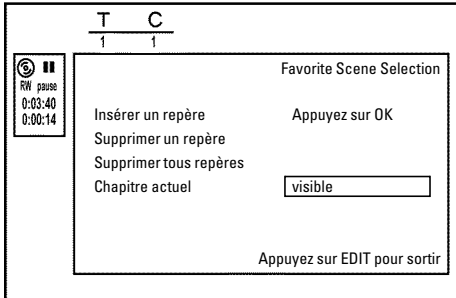 T C
1 1
RW pause
0:03:40
0:00:14
Favorite Scene Selection
Insérer un repère Appuyez sur OK
Supprimer un repère
Supprimer tous repères
Chapitre actuel visible
Appuyez sur EDIT pour sortir